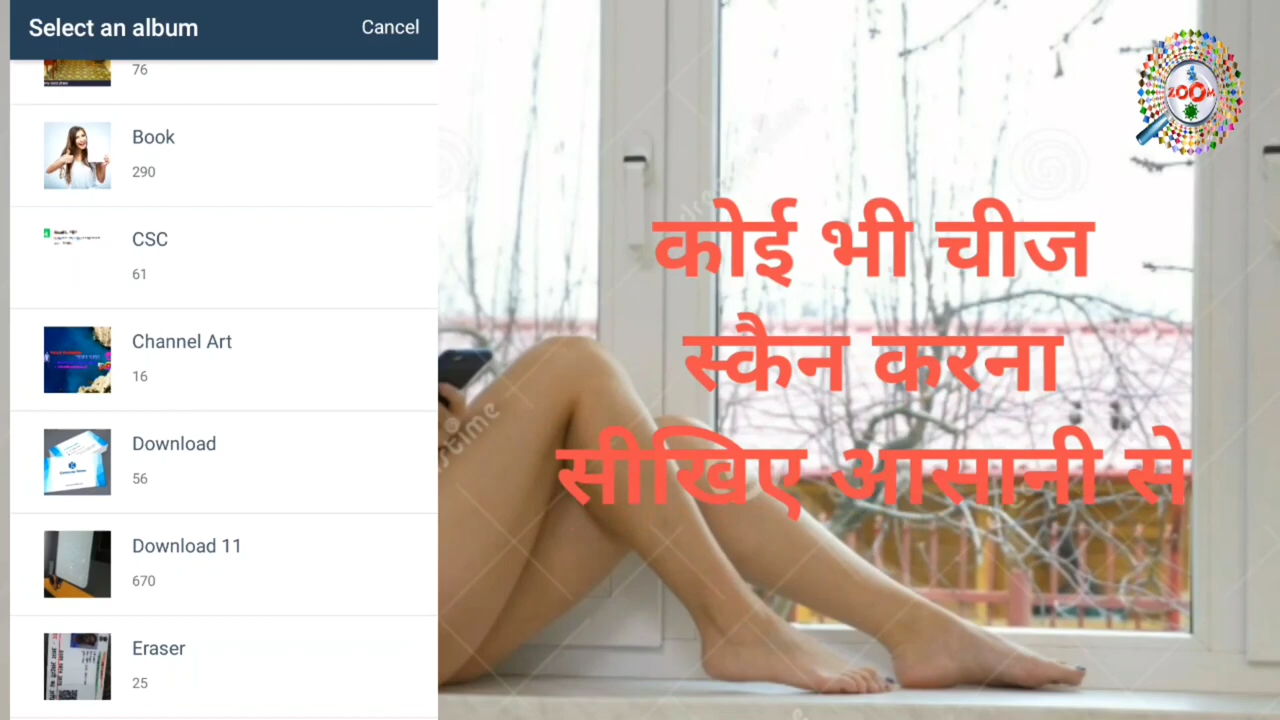 Select an album
Cancel
76
Book
290
CSC
61
Channel Art
16
Download
56
Download 11
670
Eraser
25
ZOOM
कोई भी चीज
स्कैन करना
सीखिए आसानी से
stime